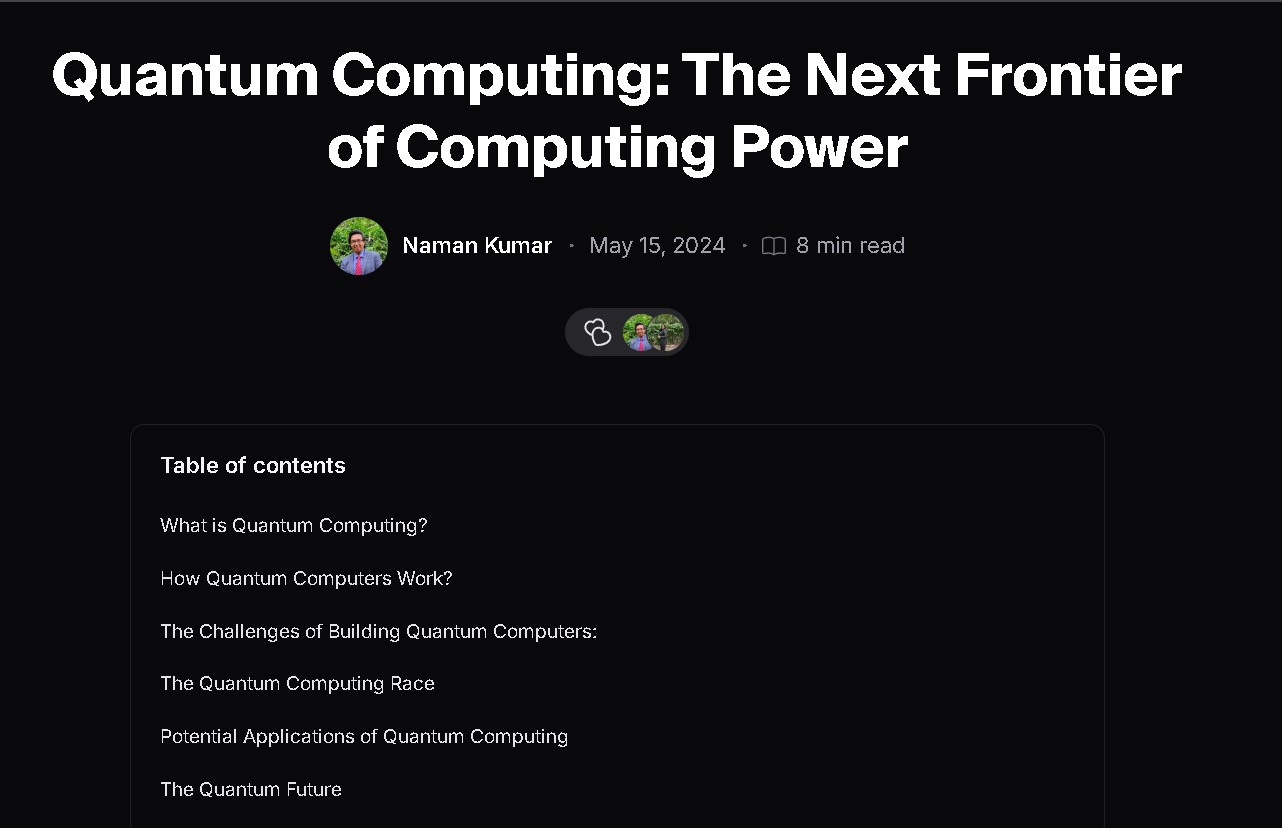 Quantum Computing: The Next Frontier
of Computing Power
Naman Kumar · May 15, 2024 · 8 min read
Table of contents
What is Quantum Computing?
How Quantum Computers Work?
The Challenges of Building Quantum Computers:
The Quantum Computing Race
Potential Applications of Quantum Computing
The Quantum Future